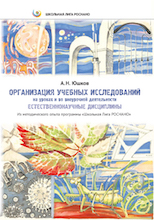 ШКОЛЬНАЯ ЛИГА РОСНАНО
А.Н. Юшков
ОРГАНИЗАЦИЯ УЧЕБНЫХ ИССЛЕДОВАНИЙ
НА УРОКАХ И ВО ВНЕУРОЧНОЙ ДЕЯТЕЛЬНОСТИ
ЕСТЕСТВЕННОНАУЧНЫЕ ДИСЦИПЛИНЫ
Из методического опыта программы «Школьная Лига РОСНАНО»